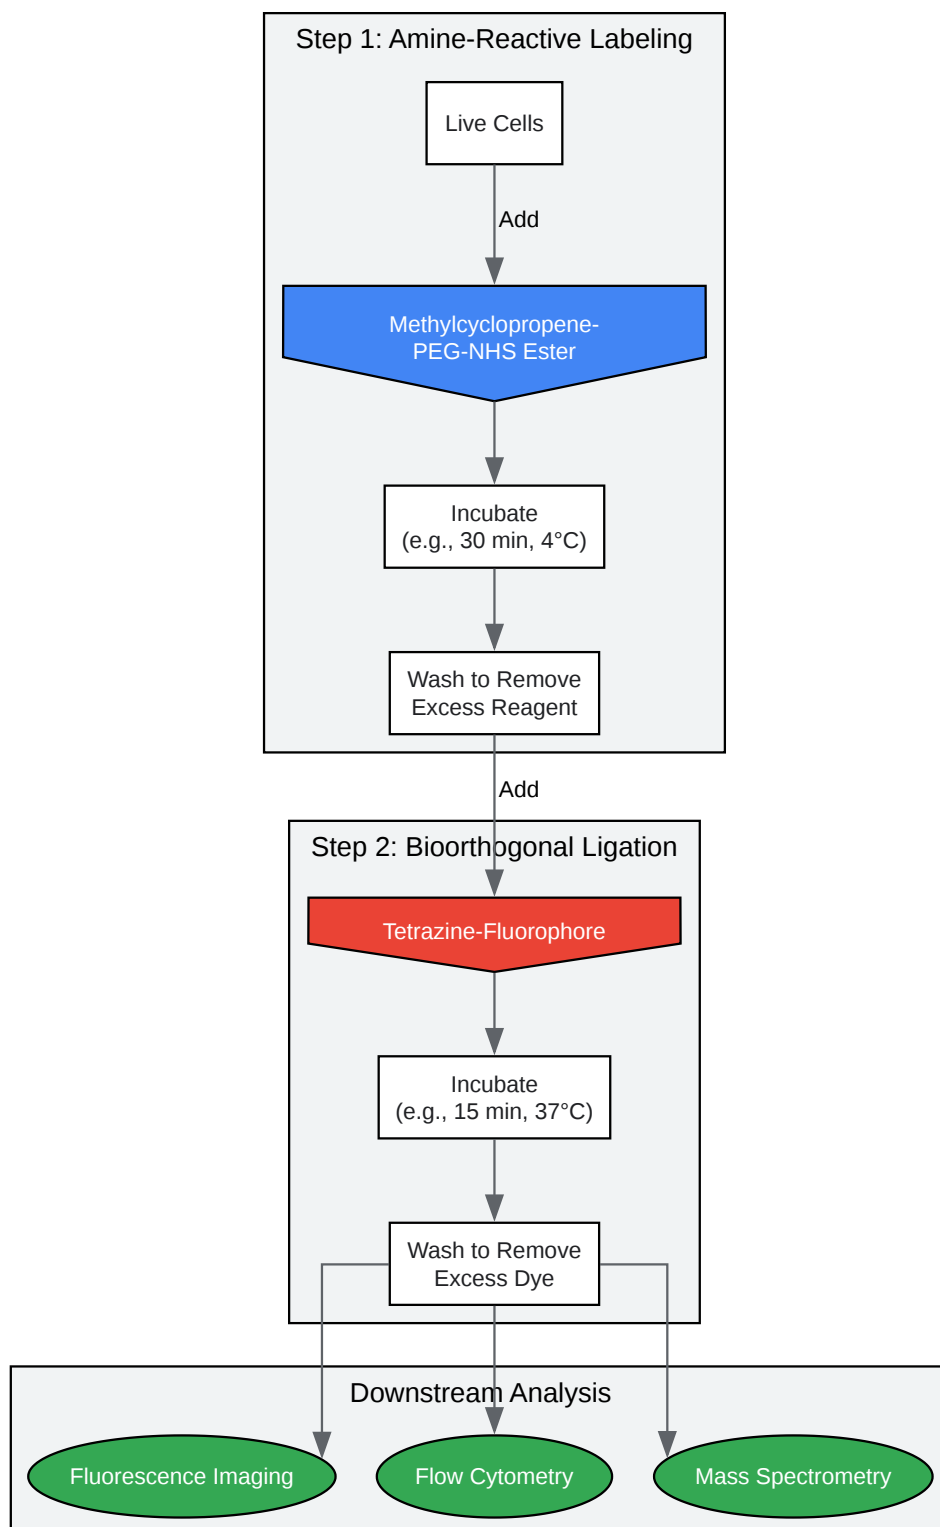 Step 1: Amine-Reactive Labeling
Live Cells
Add
Methylcyclopropene-
PEG-NHS Ester
Incubate
(e.g., 30 min, 4°C)
Wash to Remove
Excess Reagent
Add
Step 2: Bioorthogonal Ligation
Tetrazine-Fluorophore
Incubate
(e.g., 15 min, 37°C)
Wash to Remove
Excess Dye
Downstream Analysis
Fluorescence Imaging
Flow Cytometry
Mass Spectrometry